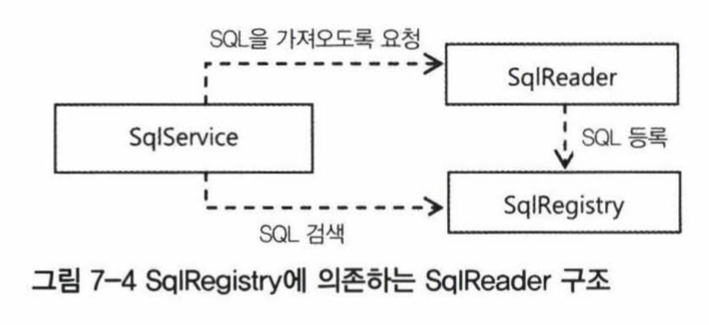 SQL을 가져오도록 요청
SqlReader
SqlService
SQL 등록
SqlRegistry
SQL 검색
그림 7-4 SqlRegistry에 의존하는 SqlReader 구조